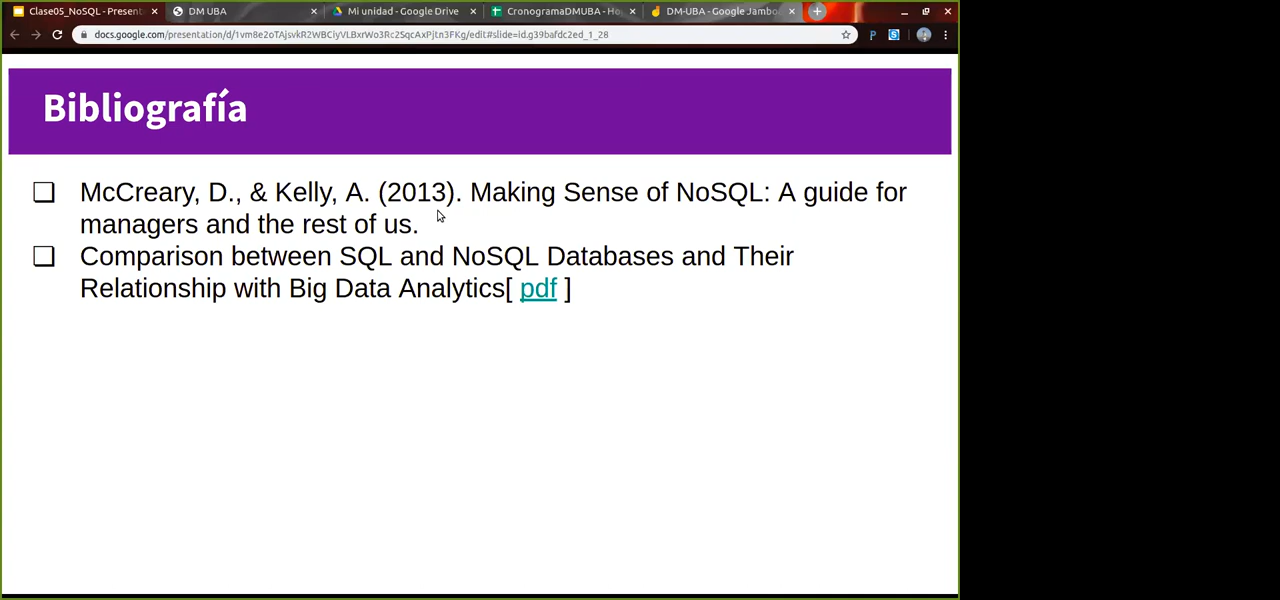 Clase05_NoSQL - Present
DM UBA
Mi unidad - Google Drive
CronogramaDMUBA - Ho
DM-UBA - Google Jambo
docs.google.com/presentation/d/1vm8e2oTAjsvkR2WBCiyVLBxrWo3Rc2SqcAxPjtn3FKg/edit#slide=id.g39bafdc2ed_1_28
Bibliografía
❑ McCreary, D., & Kelly, A. (2013). Making Sense of NoSQL: A guide for
managers and the rest of us.
❑ Comparison between SQL and NoSQL Databases and Their
Relationship with Big Data Analytics[ pdf ]